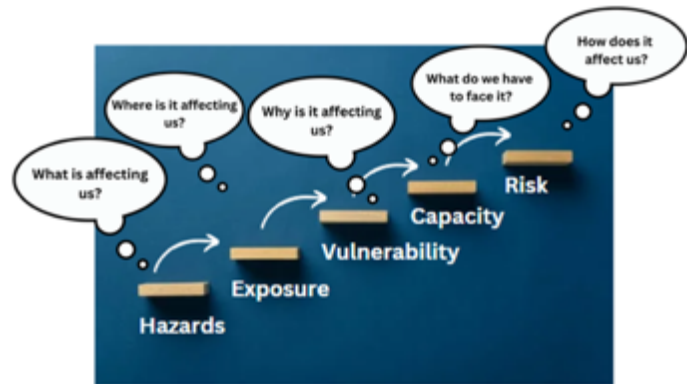 What is affecting
us?
Where is it affecting
us?
Why is it affecting
us?
What do we have
to face it?
How does it
affect us?
Hazards
Exposure
Vulnerability
Capacity
Risk